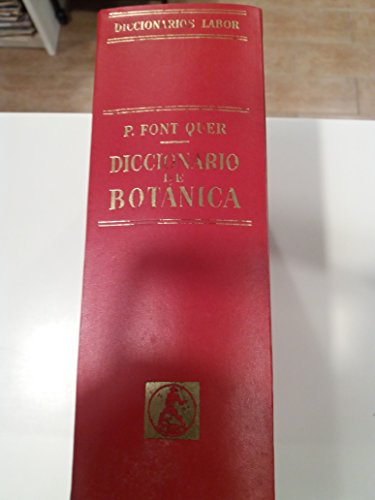 DICCIONARIOS LABOR
P. FONT QUER
DICCIONARIO
DE
BOTÁNICA